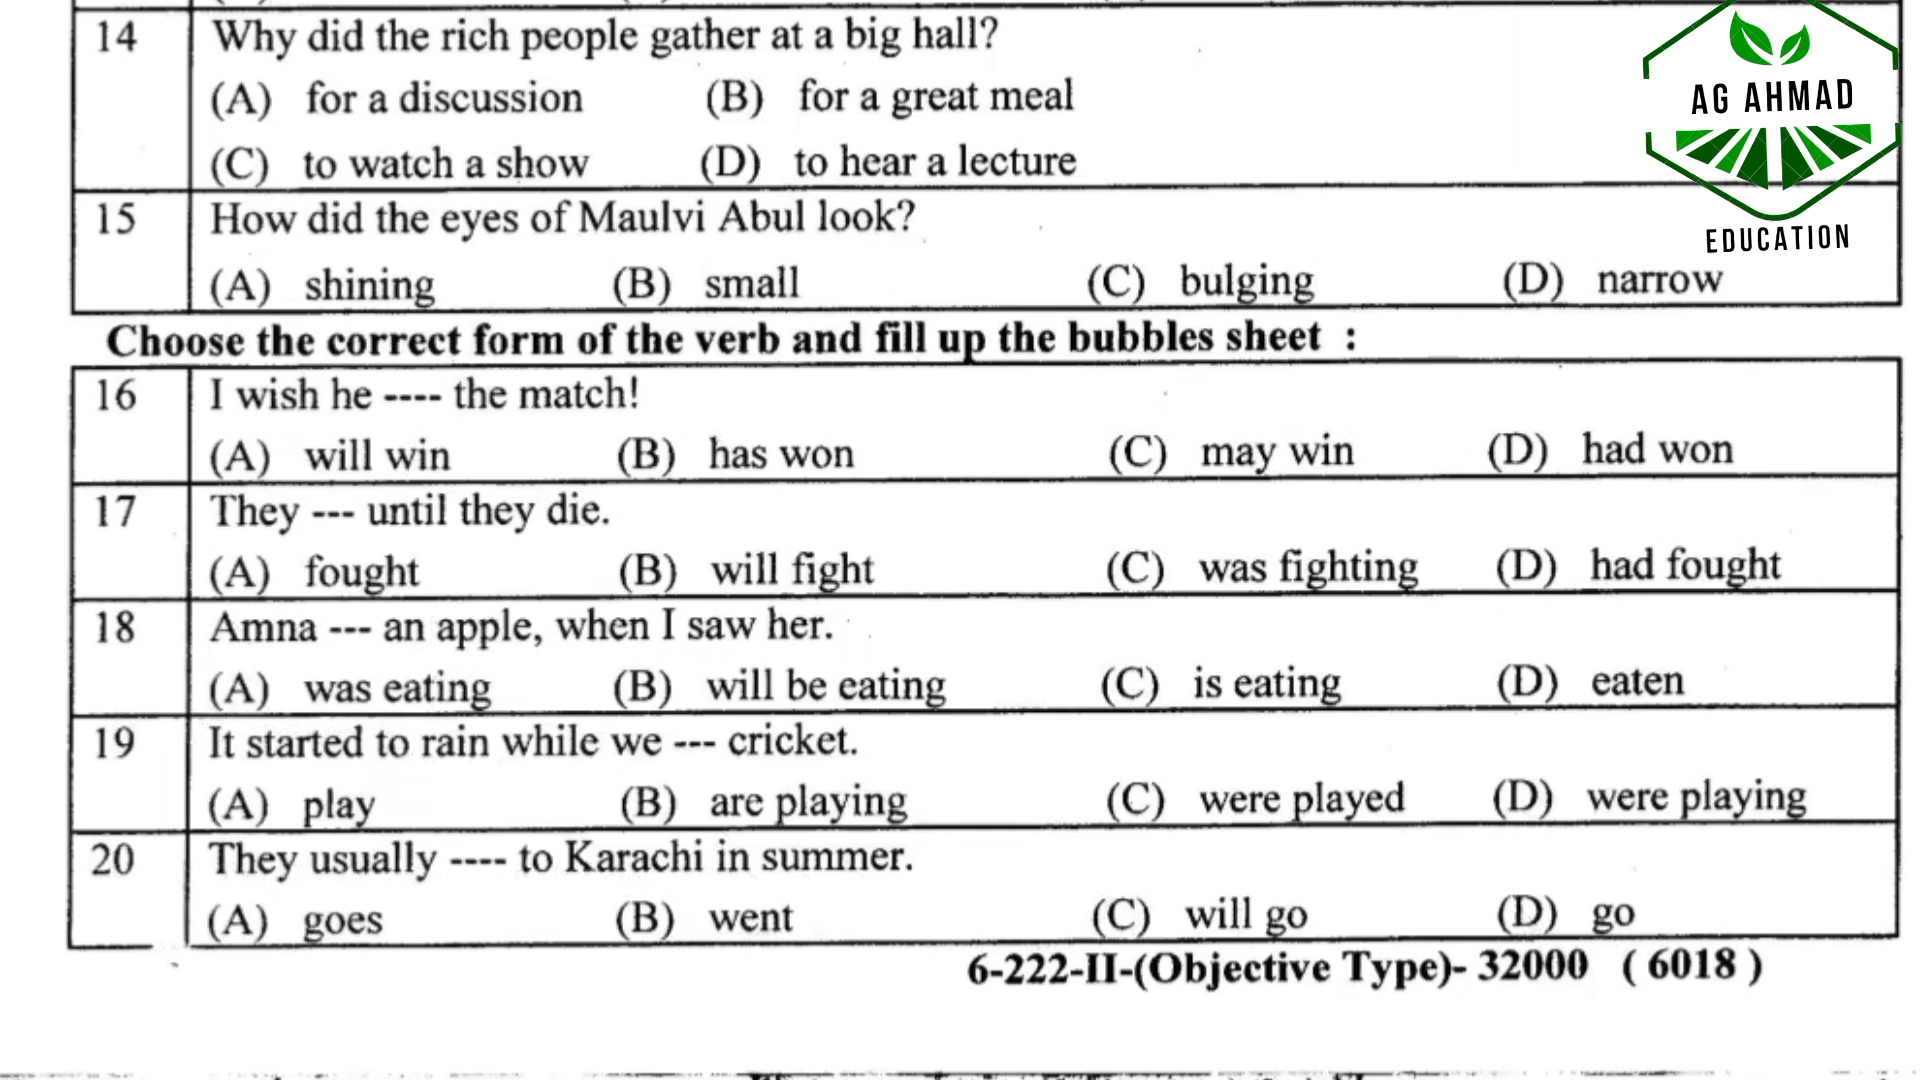 14 Why did the rich people gather at a big hall?
(A) for a discussion (B) for a great meal
(C) to watch a show (D) to hear a lecture
AG AHMAD
EDUCATION
15 How did the eyes of Maulvi Abul look?
(A) shining (B) small (C) bulging (D) narrow
Choose the correct form of the verb and fill up the bubbles sheet :
16 I wish he ---- the match!
(A) will win (B) has won (C) may win (D) had won
17 They --- until they die.
(A) fought (B) will fight (C) was fighting (D) had fought
18 Amna --- an apple, when I saw her.
(A) was eating (B) will be eating (C) is eating (D) eaten
19 It started to rain while we --- cricket.
(A) play (B) are playing (C) were played (D) were playing
20 They usually ---- to Karachi in summer.
(A) goes (B) went (C) will go (D) go
6-222-II-(Objective Type)- 32000 ( 6018 )